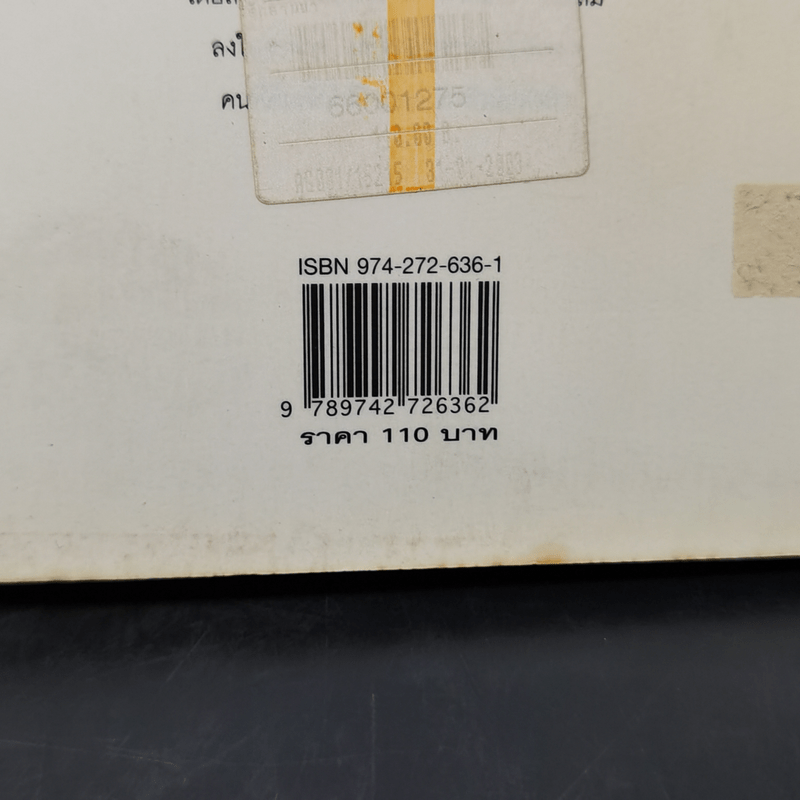 ลงใ
คน
66001275
ISBN 974-272-636-1
9 789742 726362
ราคา 110 บาท